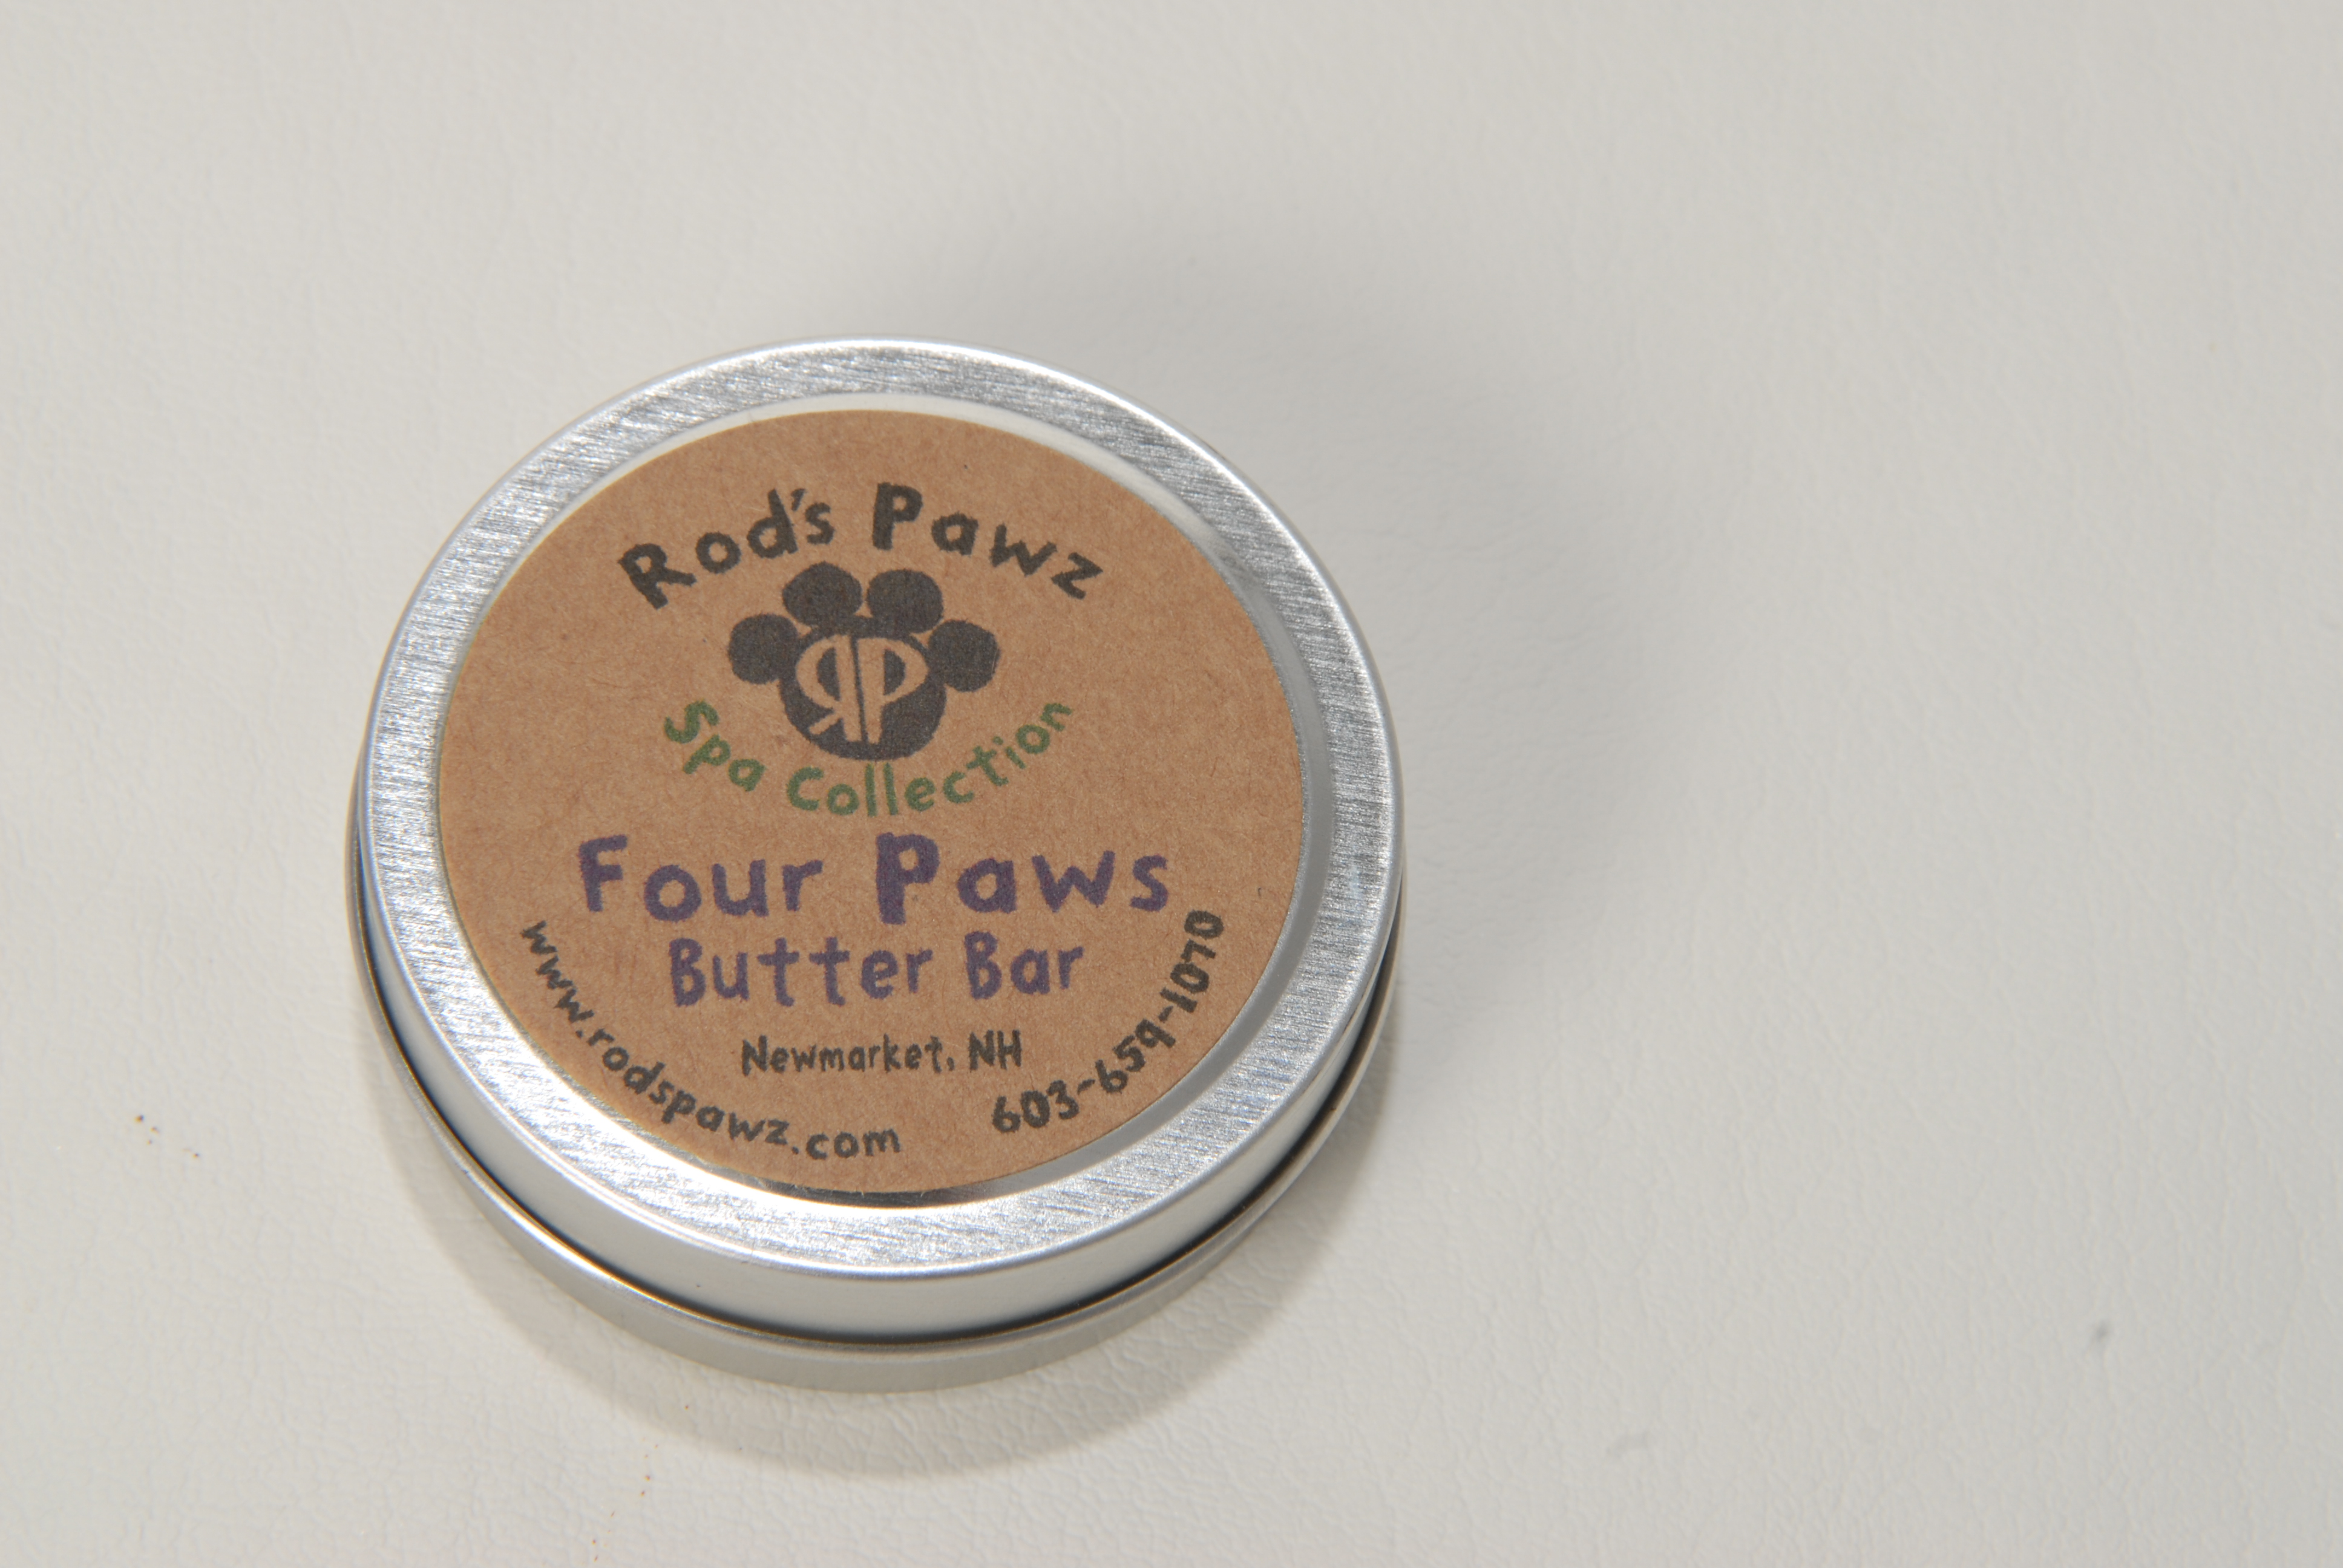 Rod's Pawz
RP
Spa Collection
Four Paws
Butter Bar
Newmarket, NH
www.rodspawz.com
603-659-1070